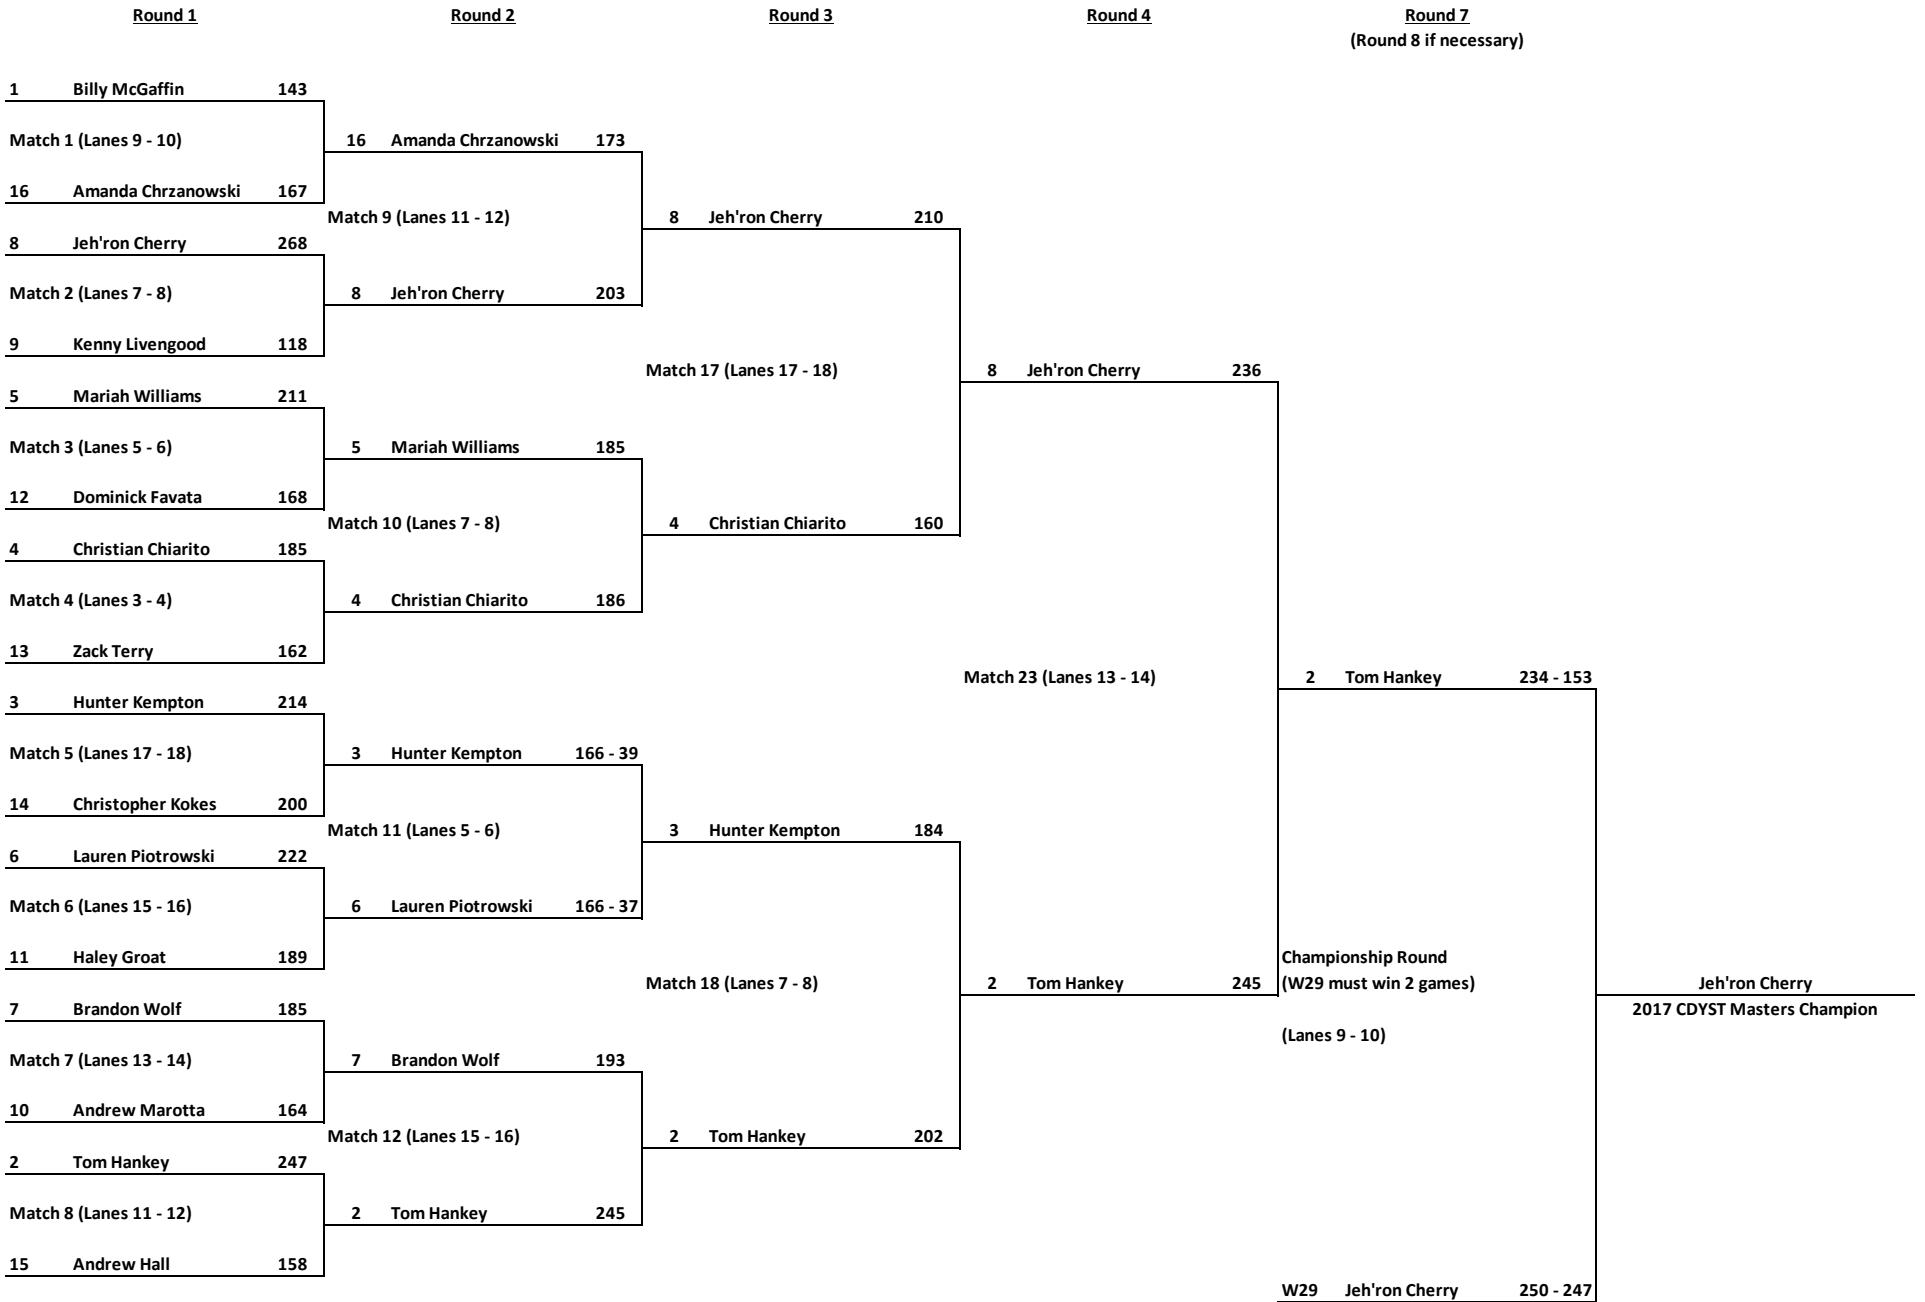 Round 1 Round 2 Round 3 Round 4 Round 7
(Round 8 if necessary)
1 Billy McGaffin 143
Match 1 (Lanes 9 - 10)
16 Amanda Chrzanowski 173
16 Amanda Chrzanowski 167
Match 9 (Lanes 11 - 12)
8 Jeh'ron Cherry 210
8 Jeh'ron Cherry 268
Match 2 (Lanes 7 - 8)
8 Jeh'ron Cherry 203
9 Kenny Livengood 118
Match 17 (Lanes 17 - 18)
8 Jeh'ron Cherry 236
5 Mariah Williams 211
Match 3 (Lanes 5 - 6)
5 Mariah Williams 185
12 Dominick Favata 168
Match 10 (Lanes 7 - 8)
4 Christian Chiarito 160
4 Christian Chiarito 185
Match 4 (Lanes 3 - 4)
4 Christian Chiarito 186
13 Zack Terry 162
Match 23 (Lanes 13 - 14)
2 Tom Hankey 234 - 153
3 Hunter Kempton 214
Match 5 (Lanes 17 - 18)
3 Hunter Kempton 166 - 39
14 Christopher Kokes 200
Match 11 (Lanes 5 - 6)
3 Hunter Kempton 184
6 Lauren Piotrowski 222
Match 6 (Lanes 15 - 16)
6 Lauren Piotrowski 166 - 37
11 Haley Groat 189
Championship Round
Match 18 (Lanes 7 - 8)
2 Tom Hankey 245
(W29 must win 2 games)
Jeh'ron Cherry
7 Brandon Wolf 185
2017 CDYST Masters Champion
(Lanes 9 - 10)
Match 7 (Lanes 13 - 14)
7 Brandon Wolf 193
10 Andrew Marotta 164
Match 12 (Lanes 15 - 16)
2 Tom Hankey 202
2 Tom Hankey 247
Match 8 (Lanes 11 - 12)
2 Tom Hankey 245
15 Andrew Hall 158
W29 Jeh'ron Cherry 250 - 247